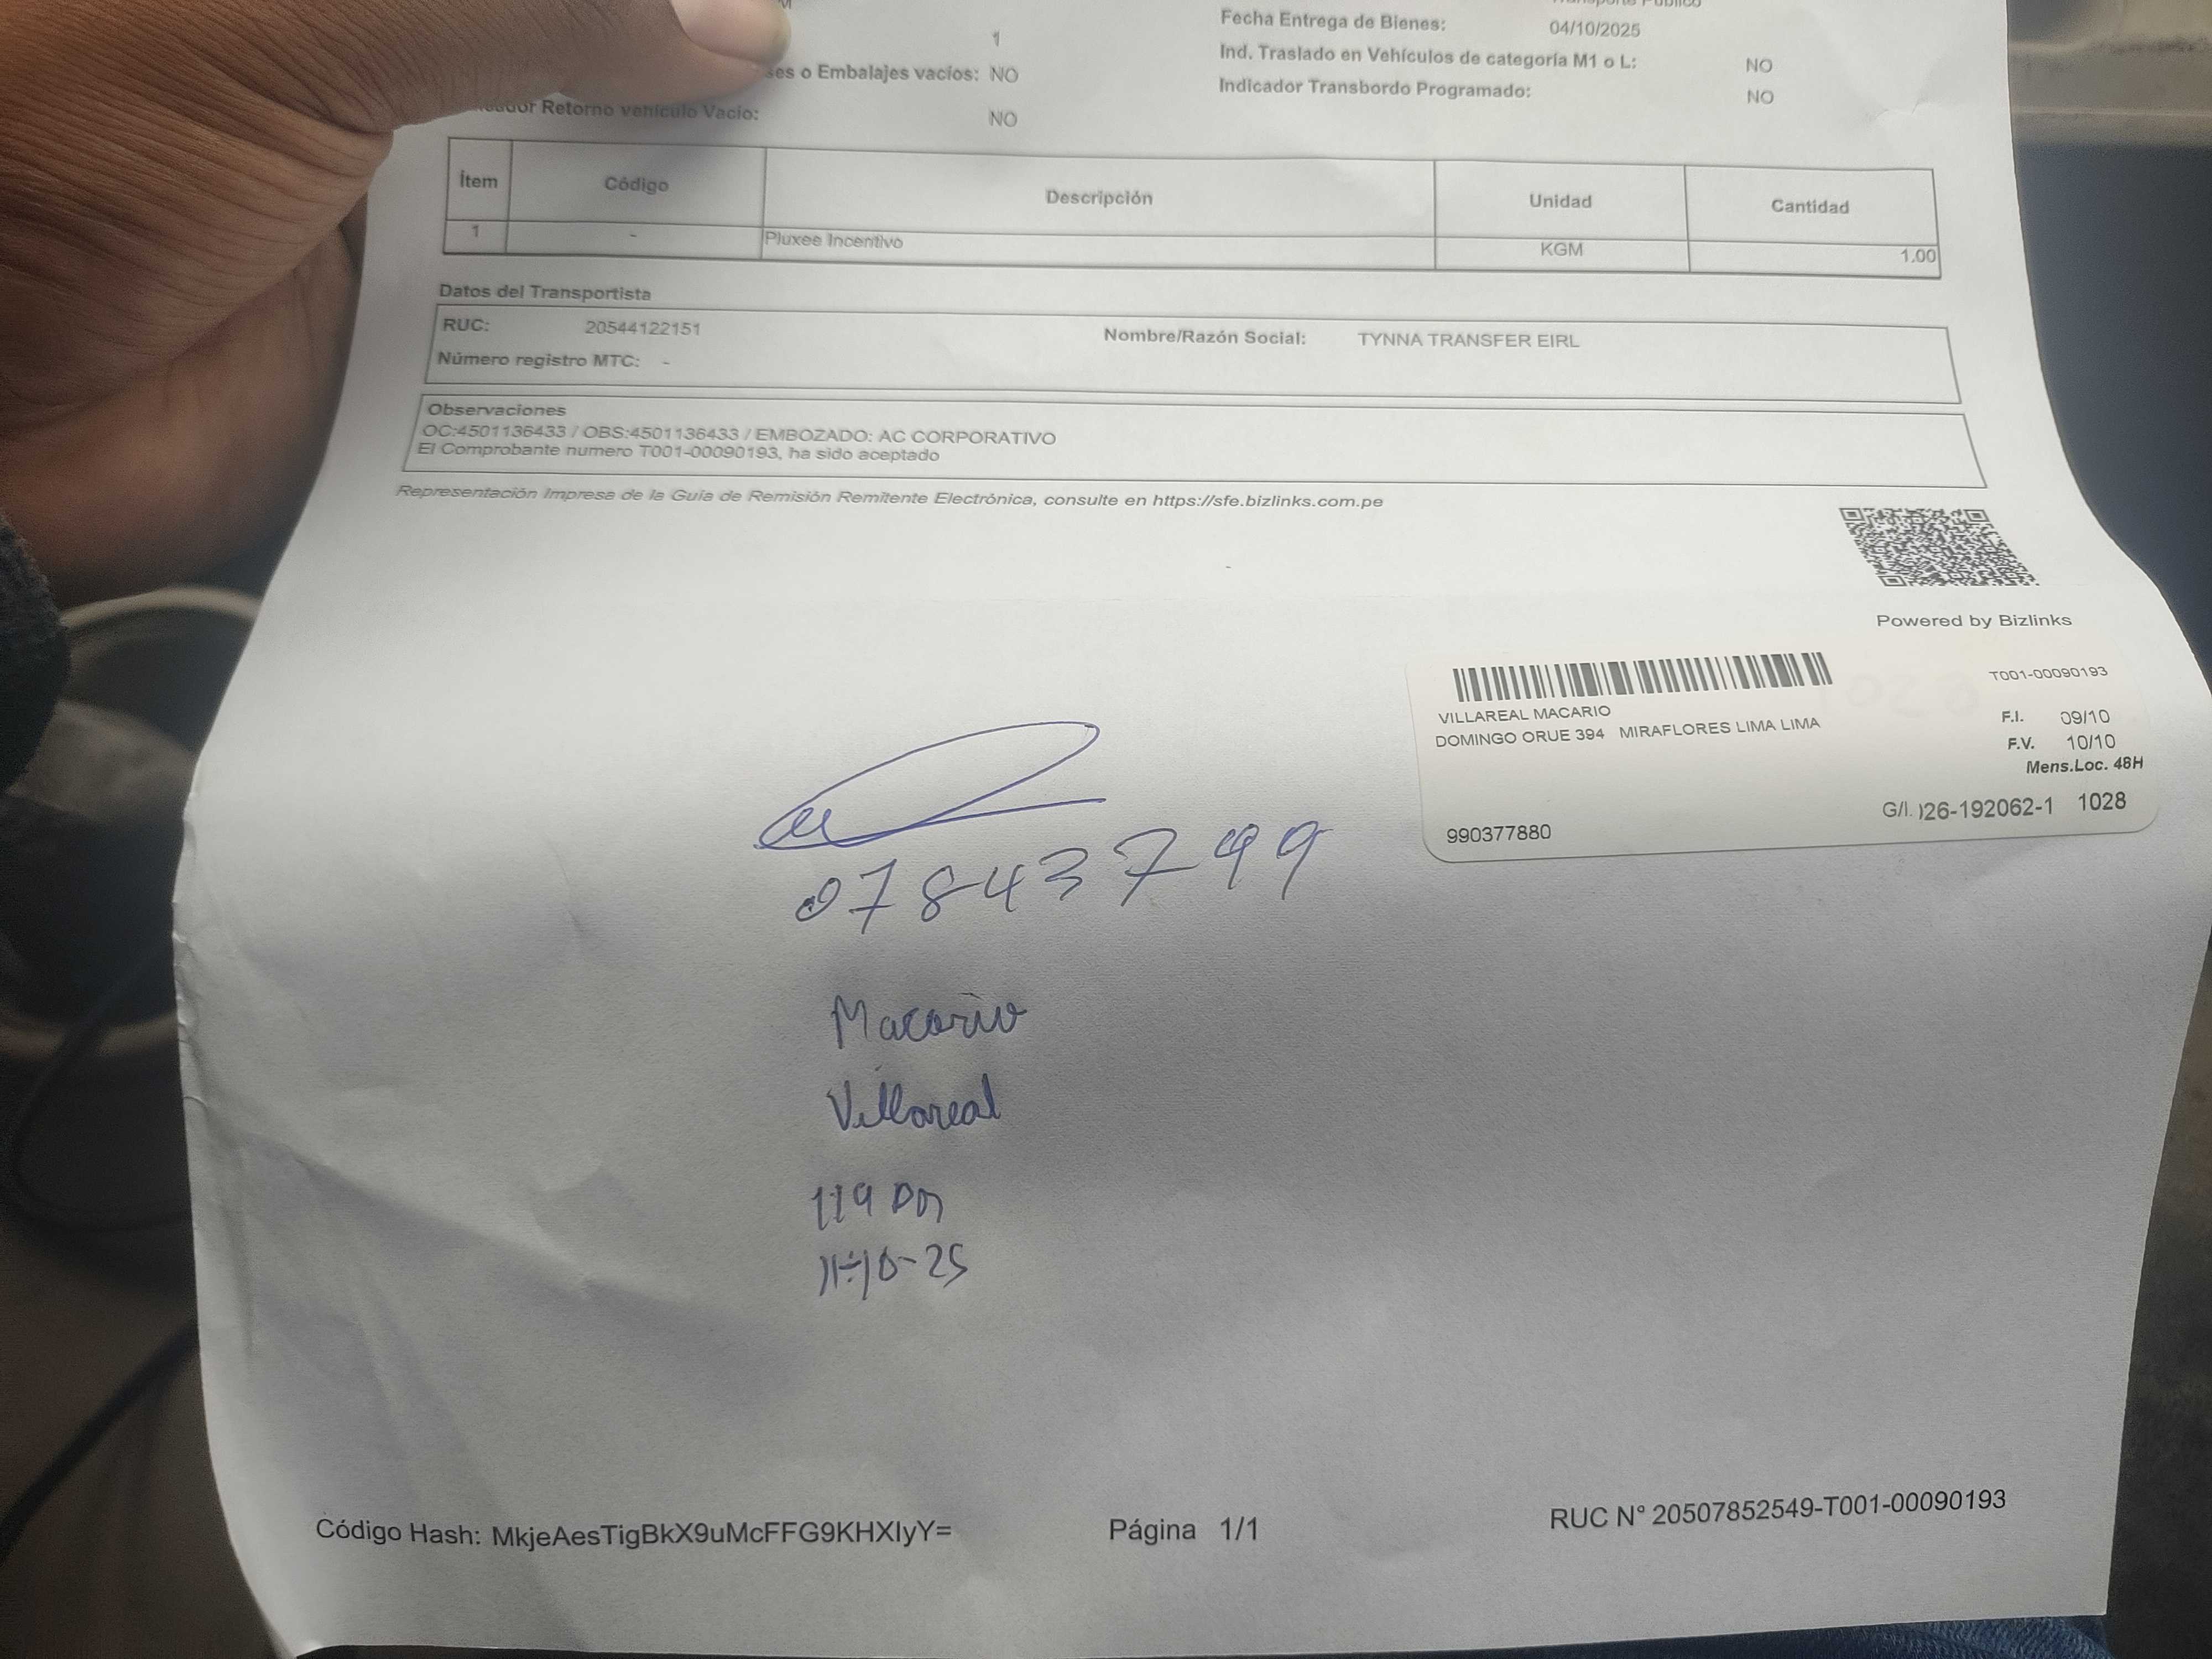 Fecha Entrega de Bienes: 04/10/2025
1
Ind. Traslado en Vehículos de categoría M1 o L: NO
o Embalajes vacíos: NO
Indicador Transbordo Programado: NO
Retorno vehículo Vacío: NO
Ítem Código Descripción Unidad Cantidad
1 - Pluxee Incentivo KGM 1.00
Datos del Transportista
RUC: 20544122151 Nombre/Razón Social: TYNNA TRANSFER EIRL
Número registro MTC: -
Observaciones
OC:4501136433 / OBS:4501136433 / EMBOZADO: AC CORPORATIVO
El Comprobante numero T001-00090193, ha sido aceptado
Representación Impresa de la Guía de Remisión Remitente Electrónica, consulte en https://sfe.bizlinks.com.pe
Powered by Bizlinks
T001-00090193
VILLAREAL MACARIO
DOMINGO ORUE 394 MIRAFLORES LIMA LIMA
F.I. 09/10
F.V. 10/10
Mens.Loc. 48H
G/I. )26-192062-1 1028
990377880
07843799
Macario
Villareal
11-10-25
Código Hash: MkjeAesTigBkX9uMcFFG9KHXIyY= Página 1/1 RUC N° 20507852549-T001-00090193